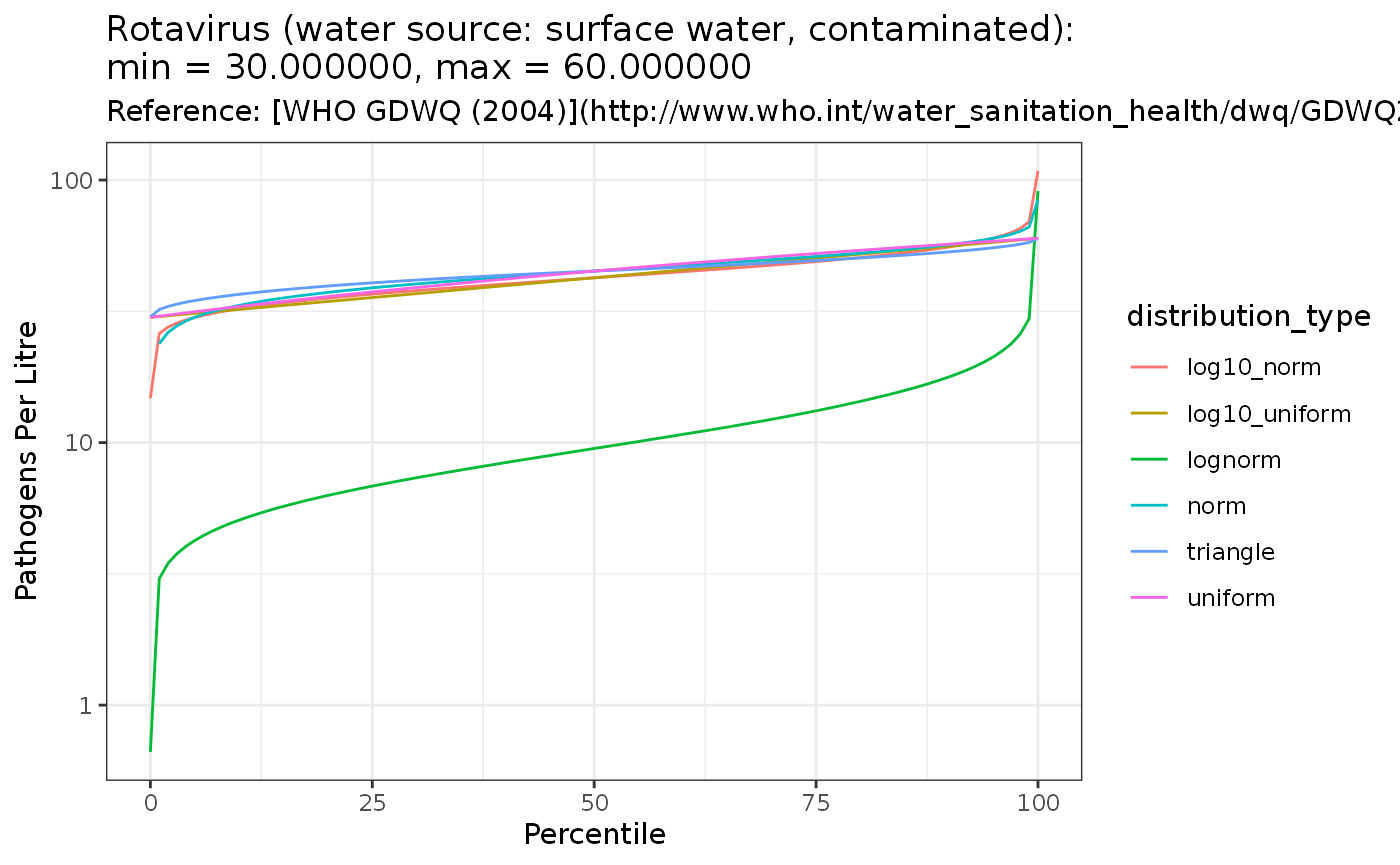 Rotavirus (water source: surface water, contaminated):
min = 30.000000, max = 60.000000
Reference: [WHO GDWQ (2004)](http://www.who.int/water_sanitation_health/dwq/GDWQ
Pathogens Per Litre
100
10
1
0 25 50 75 100
Percentile
distribution_type
log10_norm
log10_uniform
lognorm
norm
triangle
uniform